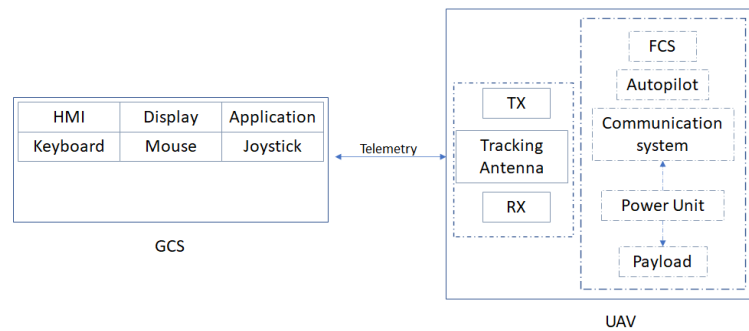 HMI Display Application
Keyboard Mouse Joystick
GCS
Telemetry
TX
Tracking
Antenna
RX
FCS
Autopilot
Communication
system
Power Unit
Payload
UAV